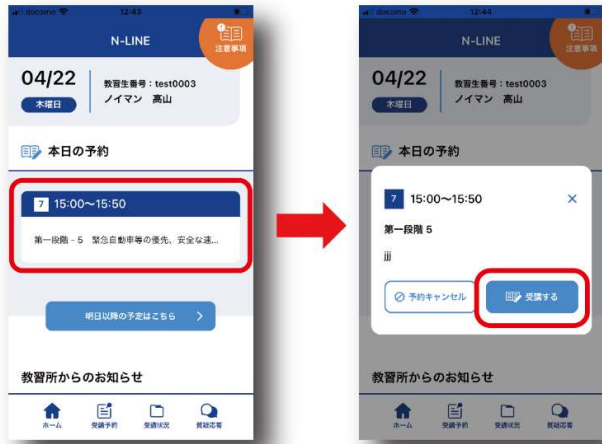 docomo 12:43
N-LINE
注意事項
04/22
木曜日
教習生番号：test0003
ノイマン 高山
本日の予約
7 15:00～15:50
第一段階 - 5 緊急自動車等の優先、安全な速...
明日以降の予定はこちら
教習所からのお知らせ
ホーム 受講予約 受講状況 質疑応答
docomo 12:44
N-LINE
注意事項
04/22
木曜日
教習生番号：test0003
ノイマン 高山
本日の予約
7 15:00～15:50
第一段階 5
jjj
予約キャンセル 受講する
教習所からのお知らせ
ホーム 受講予約 受講状況 質疑応答